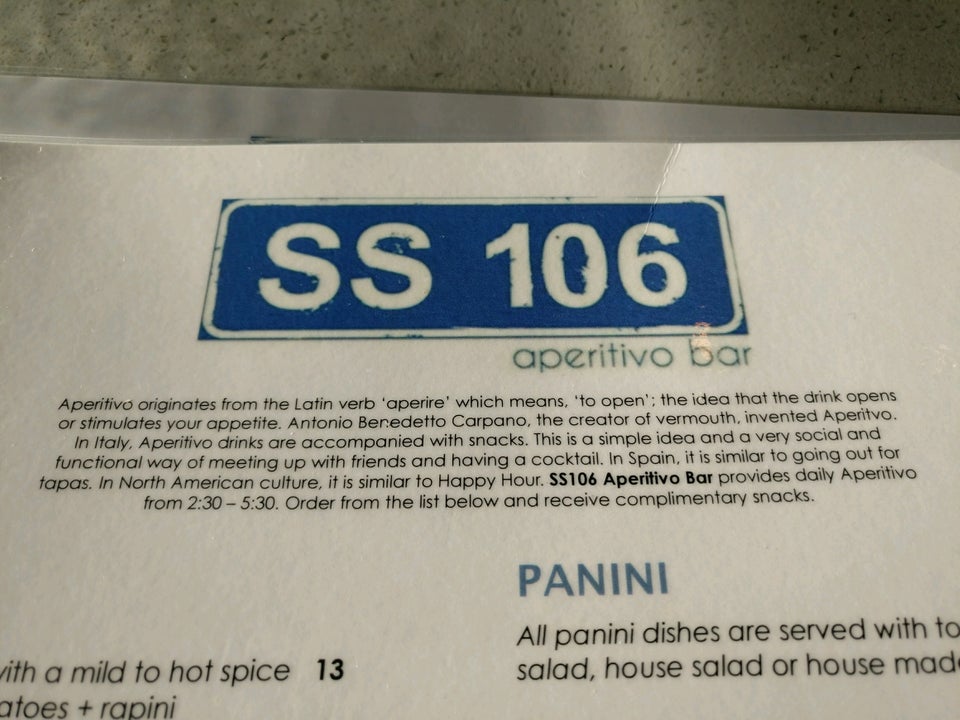 SS 106
aperitivo bar
Aperitivo originates from the Latin verb 'aperire' which means, 'to open'; the idea that the drink opens
or stimulates your appetite. Antonio Benedetto Carpano, the creator of vermouth, invented Aperitvo.
In Italy, Aperitivo drinks are accompanied with snacks. This is a simple idea and a very social and
functional way of meeting up with friends and having a cocktail. In Spain, it is similar to going out for
tapas. In North American culture, it is similar to Happy Hour. SS106 Aperitivo Bar provides daily Aperitivo
from 2:30 – 5:30. Order from the list below and receive complimentary snacks.
PANINI
All panini dishes are served with to
salad, house salad or house mad
with a mild to hot spice 13
atoes + rapini